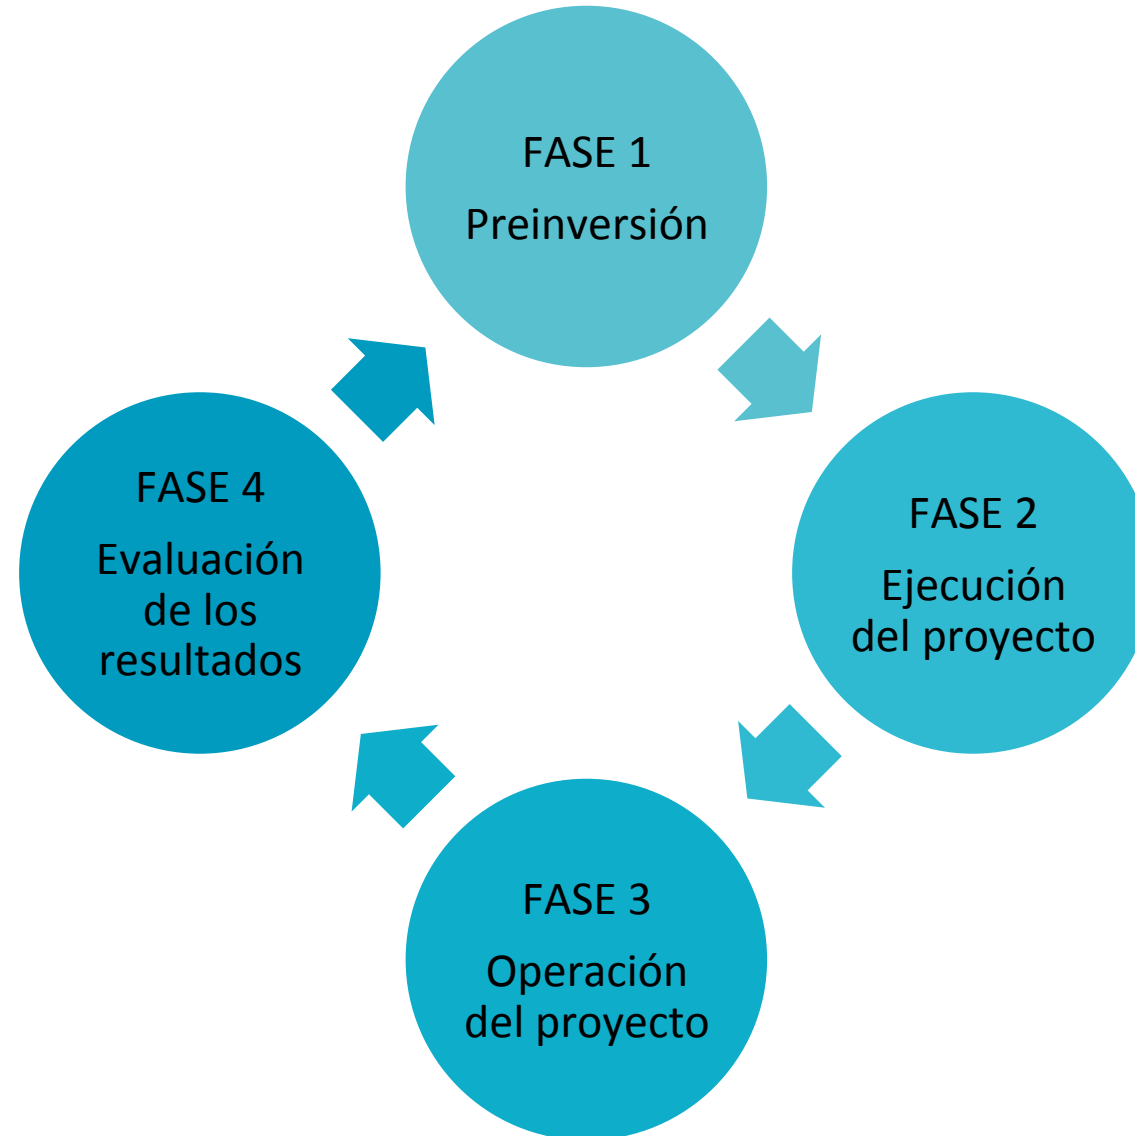 FASE 1
Preinversión
FASE 2
Ejecución
del proyecto
FASE 3
Operación
del proyecto
FASE 4
Evaluación
de los
resultados